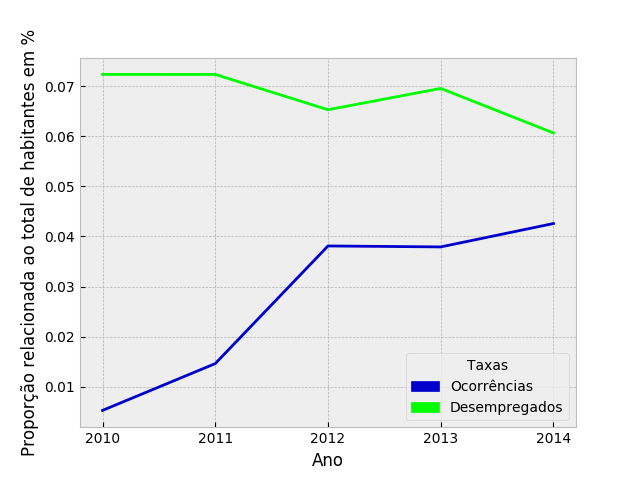 Proporção relacionada ao total de habitantes em %
0.07
0.06
0.05
0.04
0.03
0.02
0.01
Taxas
Ocorrências
Desempregados
2010 2011 2012 2013 2014
Ano